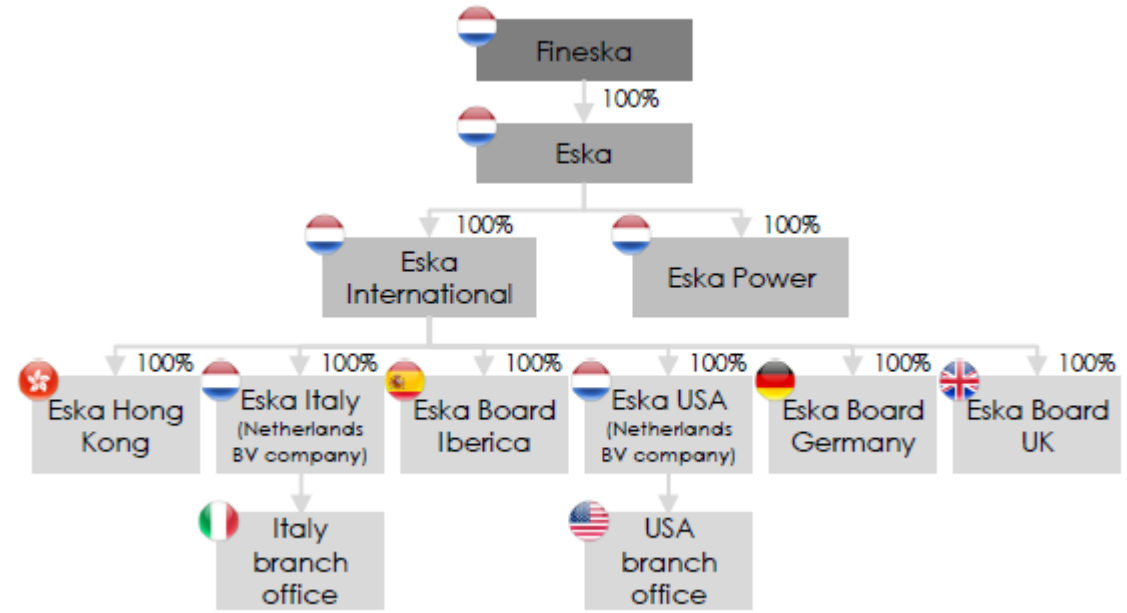 Fineska
100%
Eska
100%
100%
Eska
International
Eska Power
100%
100%
100%
100%
100%
100%
Eska Hong
Kong
Eska Italy
(Netherlands
BV company)
Eska Board
Iberica
Eska USA
(Netherlands
BV company)
Eska Board
Germany
Eska Board
UK
Italy
branch
office
USA
branch
office